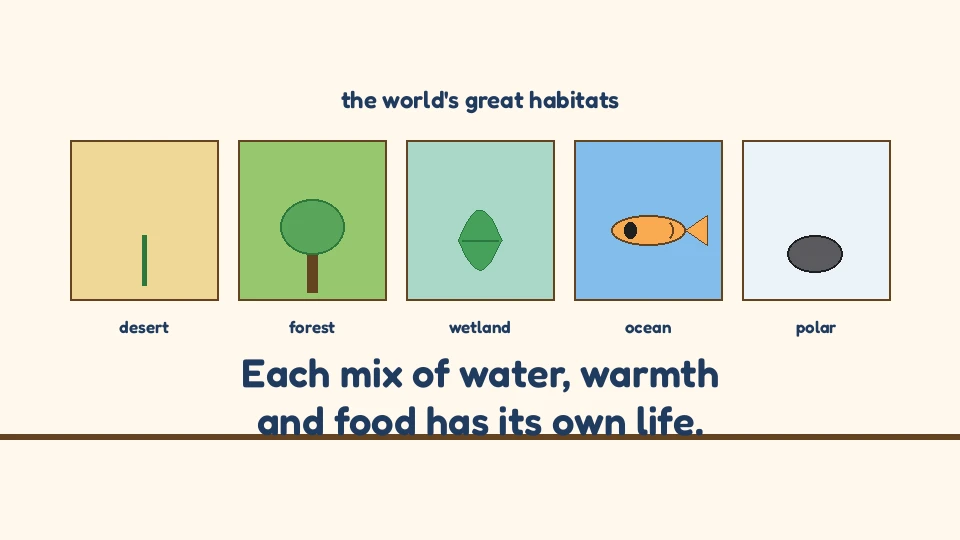 the world's great habitats
desert
forest
wetland
ocean
polar
Each mix of water, warmth
and food has its own life.